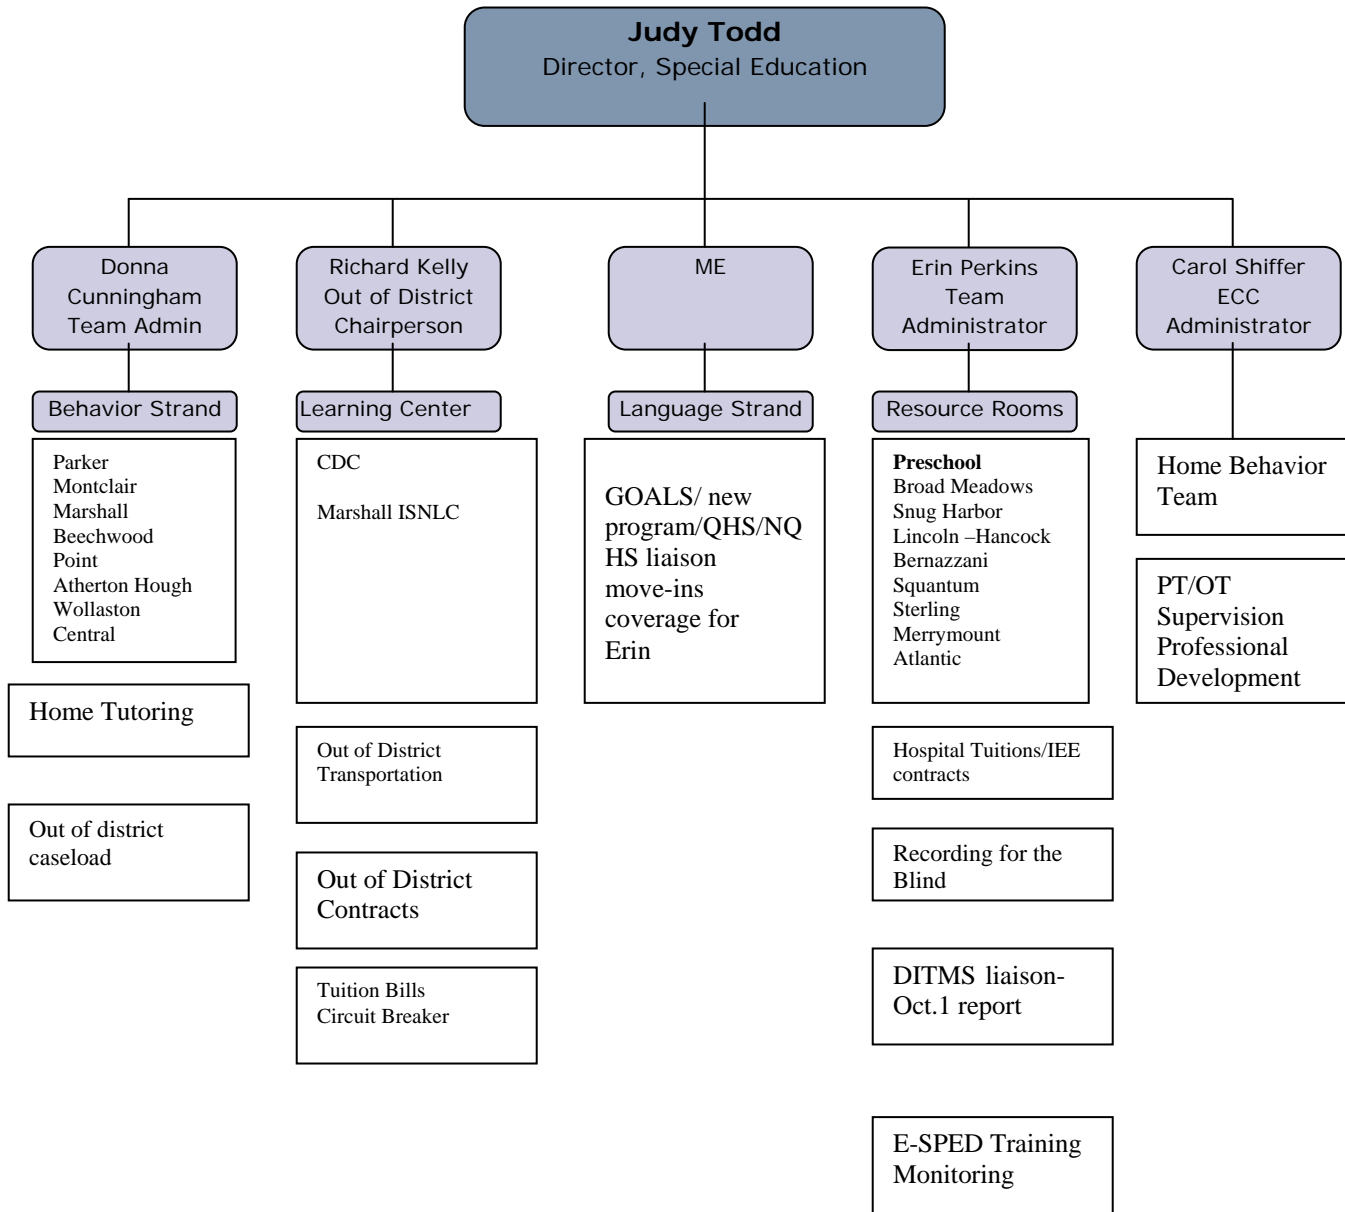 Judy Todd
Director, Special Education
Donna
Cunningham
Team Admin
Richard Kelly
Out of District
Chairperson
ME
Erin Perkins
Team
Administrator
Carol Shiffer
ECC
Administrator
Behavior Strand
Learning Center
Language Strand
Resource Rooms
Parker
Montclair
Marshall
Beechwood
Point
Atherton Hough
Wollaston
Central
Home Tutoring
Out of district
caseload
CDC
Marshall ISNLC
Out of District
Transportation
Out of District
Contracts
Tuition Bills
Circuit Breaker
GOALS/ new
program/QHS/NQ
HS liaison
move-ins
coverage for
Erin
Preschool
Broad Meadows
Snug Harbor
Lincoln –Hancock
Bernazzani
Squantum
Sterling
Merrymount
Atlantic
Hospital Tuitions/IEE
contracts
Recording for the
Blind
DITMS liaison-
Oct.1 report
E-SPED Training
Monitoring
Home Behavior
Team
PT/OT
Supervision
Professional
Development